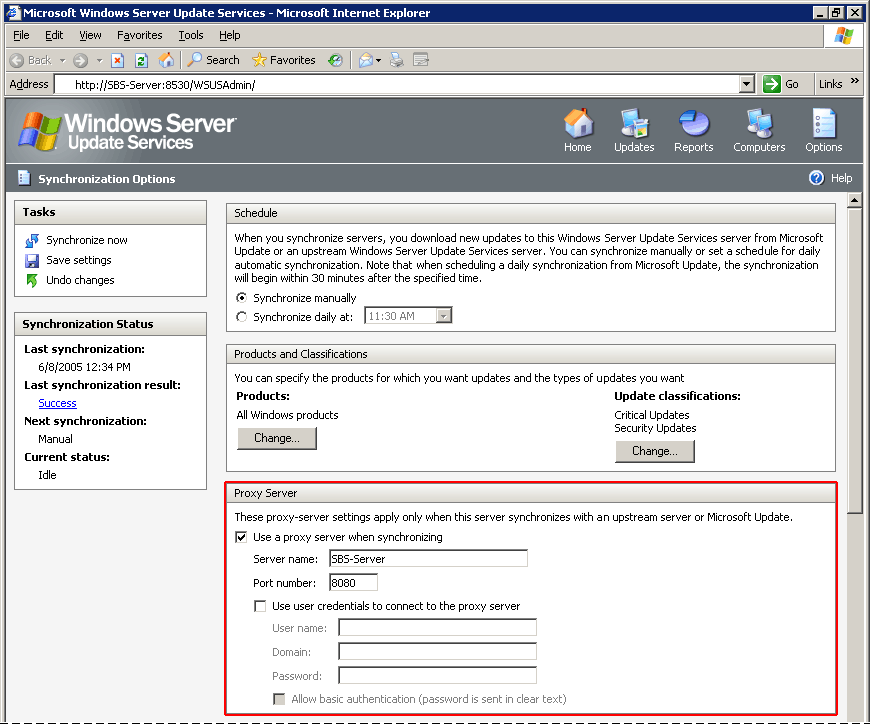 Microsoft Windows Server Update Services - Microsoft Internet Explorer
File Edit View Favorites Tools Help
Back Search Favorites
Address http://SBS-Server:8530/WSUSAdmin/ Go Links »
Windows Server
Update Services
Home Updates Reports Computers Options
Synchronization Options
Help
Tasks
Synchronize now
Save settings
Undo changes
Synchronization Status
Last synchronization:
6/8/2005 12:34 PM
Last synchronization result:
Success
Next synchronization:
Manual
Current status:
Idle
Schedule
When you synchronize servers, you download new updates to this Windows Server Update Services server from Microsoft
Update or an upstream Windows Server Update Services server. You can synchronize manually or set a schedule for daily
automatic synchronization. Note that when scheduling a daily synchronization from Microsoft Update, the synchronization
will begin within 30 minutes after the specified time.
Synchronize manually
Synchronize daily at: 11:30 AM
Products and Classifications
You can specify the products for which you want updates and the types of updates you want
Products:
All Windows products
Change...
Update classifications:
Critical Updates
Security Updates
Change...
Proxy Server
These proxy-server settings apply only when this server synchronizes with an upstream server or Microsoft Update.
Use a proxy server when synchronizing
Server name: SBS-Server
Port number: 8080
Use user credentials to connect to the proxy server
User name:
Domain:
Password:
Allow basic authentication (password is sent in clear text)